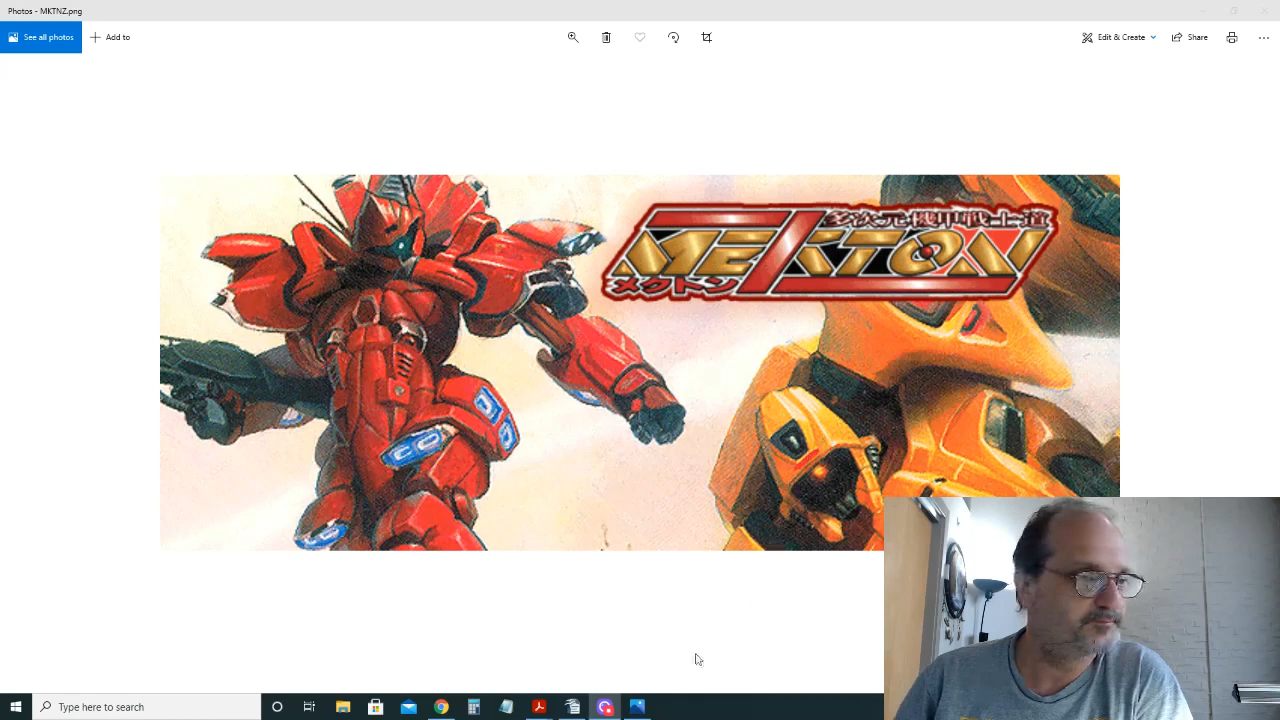 Photos - MKTNZ.png
See all photos
Add to
Edit & Create
Share
多次元機甲戦士道
MEKTON
メクトン
Type here to search